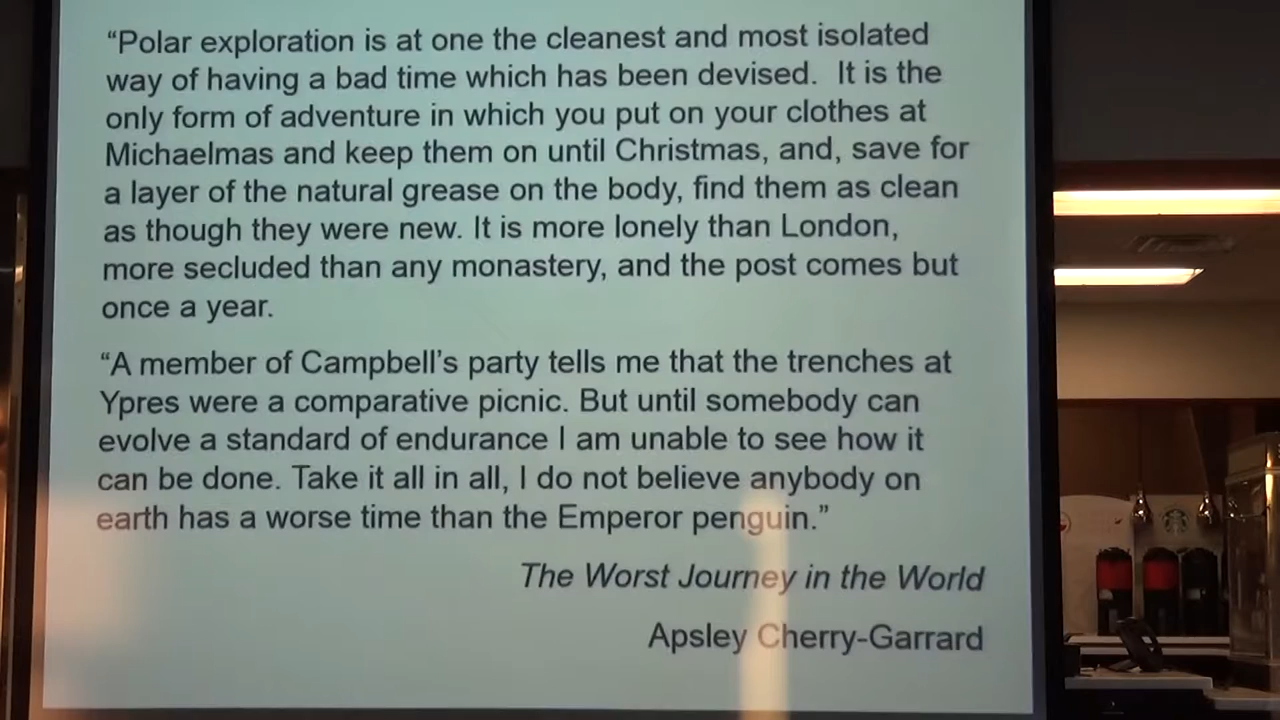 “Polar exploration is at one the cleanest and most isolated
way of having a bad time which has been devised.  It is the
only form of adventure in which you put on your clothes at
Michaelmas and keep them on until Christmas, and, save for
a layer of the natural grease on the body, find them as clean
as though they were new. It is more lonely than London,
more secluded than any monastery, and the post comes but
once a year.
“A member of Campbell’s party tells me that the trenches at
Ypres were a comparative picnic. But until somebody can
evolve a standard of endurance I am unable to see how it
can be done. Take it all in all, I do not believe anybody on
earth has a worse time than the Emperor penguin.”
The Worst Journey in the World
Apsley Cherry-Garrard